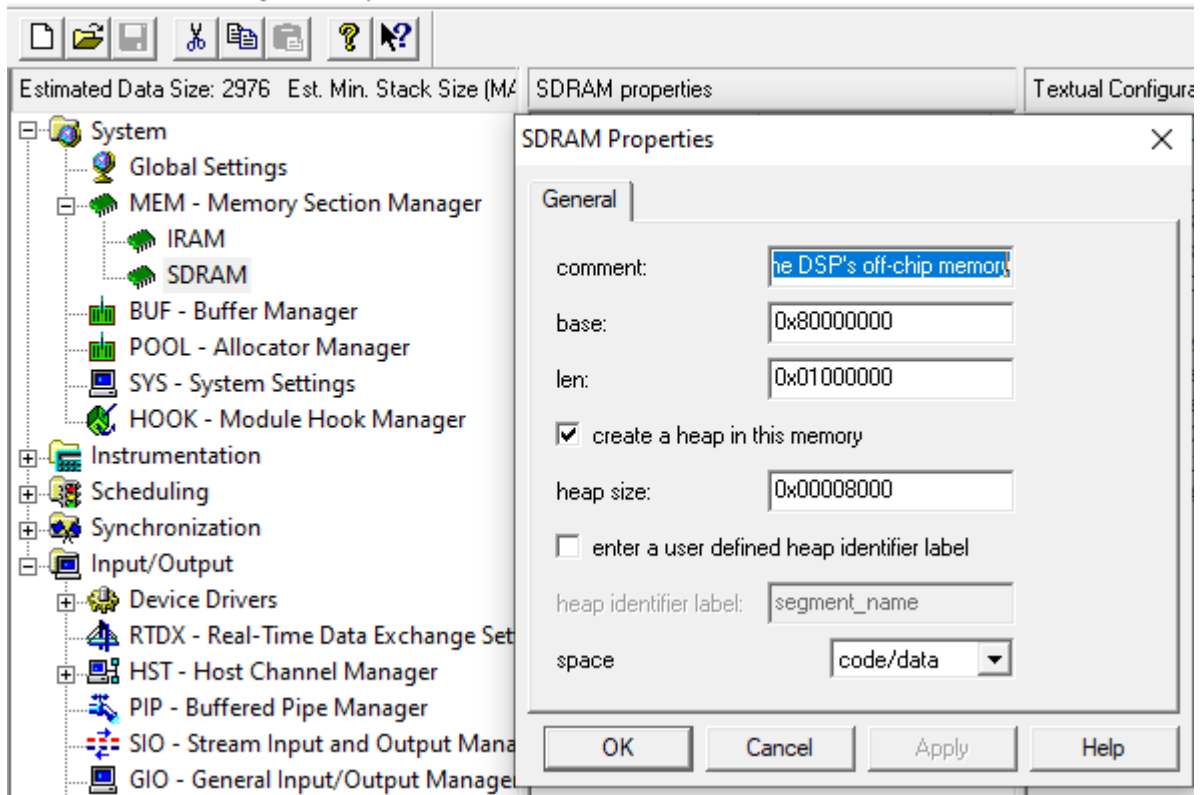 Estimated Data Size: 2976 Est. Min. Stack Size (MA
SDRAM properties
Textual Configura
System
Global Settings
MEM - Memory Section Manager
IRAM
SDRAM
BUF - Buffer Manager
POOL - Allocator Manager
SYS - System Settings
HOOK - Module Hook Manager
Instrumentation
Scheduling
Synchronization
Input/Output
Device Drivers
RTDX - Real-Time Data Exchange Set
HST - Host Channel Manager
PIP - Buffered Pipe Manager
SIO - Stream Input and Output Mana
GIO - General Input/Output Manager
SDRAM Properties
General
comment: he DSP's off-chip memory
base: 0x80000000
len: 0x01000000
create a heap in this memory
heap size: 0x00008000
enter a user defined heap identifier label
heap identifier label: segment_name
space code/data
OK Cancel Apply Help